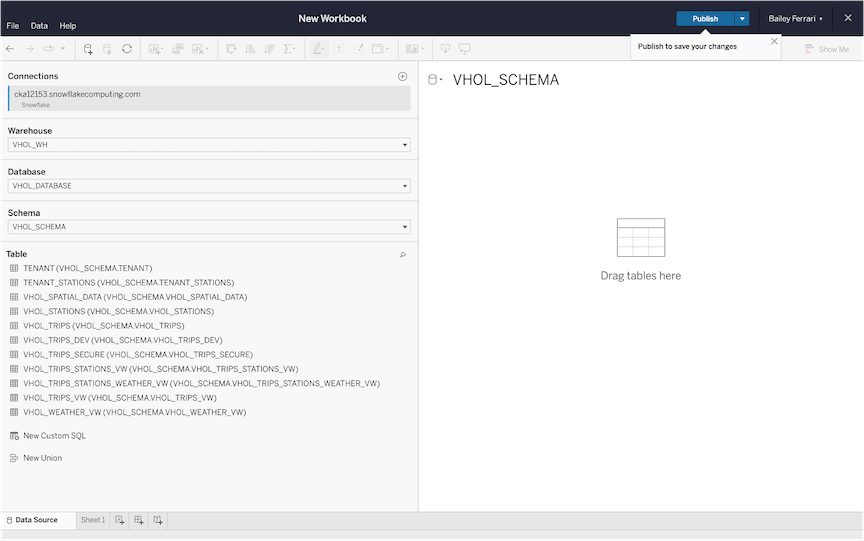 New Workbook
Publish
Bailey Ferrari
File Data Help
Publish to save your changes
Show Me
Connections
cka12153.snowflakecomputing.com
Snowflake
VHOL_SCHEMA
Warehouse
VHOL_WH
Database
VHOL_DATABASE
Schema
VHOL_SCHEMA
Table
TENANT (VHOL_SCHEMA.TENANT)
TENANT_STATIONS (VHOL_SCHEMA.TENANT_STATIONS)
VHOL_SPATIAL_DATA (VHOL_SCHEMA.VHOL_SPATIAL_DATA)
VHOL_STATIONS (VHOL_SCHEMA.VHOL_STATIONS)
VHOL_TRIPS (VHOL_SCHEMA.VHOL_TRIPS)
VHOL_TRIPS_DEV (VHOL_SCHEMA.VHOL_TRIPS_DEV)
VHOL_TRIPS_SECURE (VHOL_SCHEMA.VHOL_TRIPS_SECURE)
VHOL_TRIPS_STATIONS_VW (VHOL_SCHEMA.VHOL_TRIPS_STATIONS_VW)
VHOL_TRIPS_STATIONS_WEATHER_VW (VHOL_SCHEMA.VHOL_TRIPS_STATIONS_WEATHER_VW)
VHOL_TRIPS_VW (VHOL_SCHEMA.VHOL_TRIPS_VW)
VHOL_WEATHER_VW (VHOL_SCHEMA.VHOL_WEATHER_VW)
New Custom SQL
New Union
Drag tables here
Data Source
Sheet 1